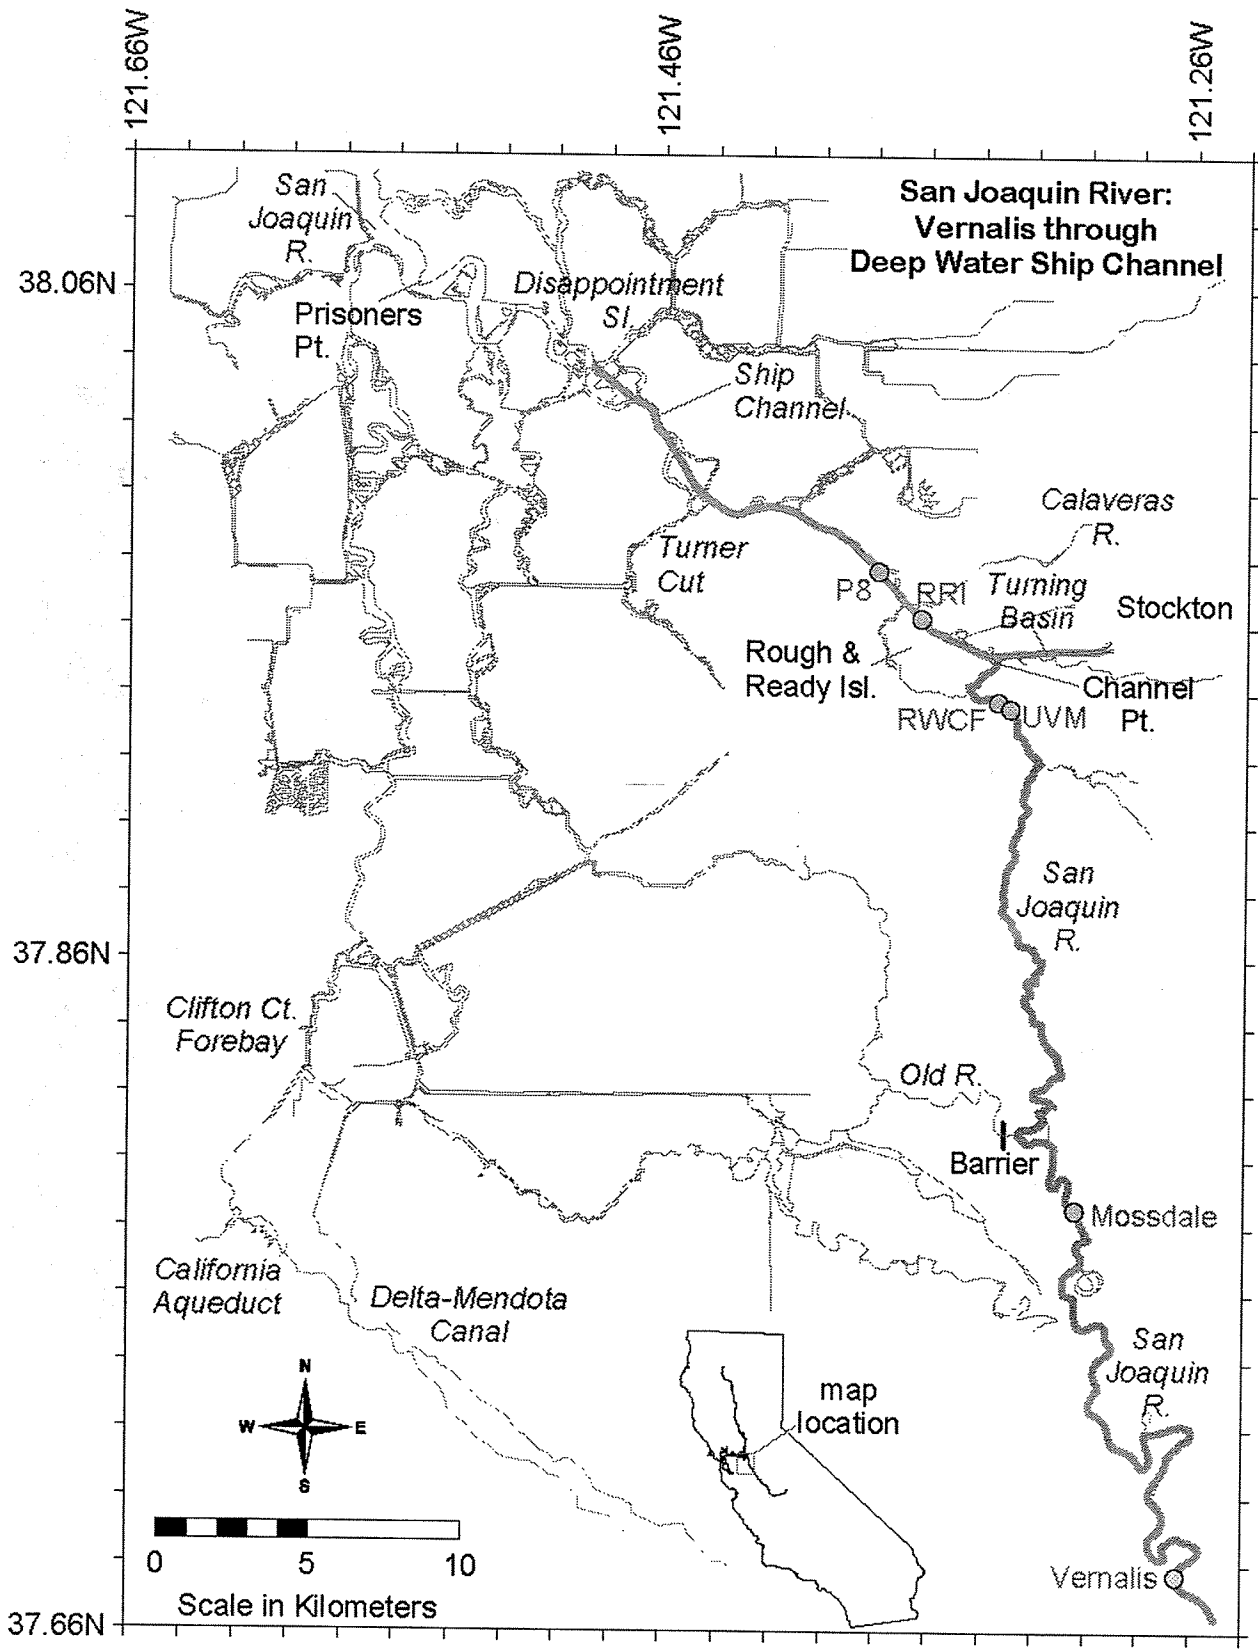 121.66W
121.46W
121.26W
San Joaquin River:
Vernalis through
Deep Water Ship Channel
San
Joaquin
R.
38.06N
Disappointment
Sl.
Prisoners
Pt.
Ship
Channel
Calaveras
R.
Turner
Cut
P8
RR1
Turning
Basin
Stockton
Rough &
Ready Isl.
Channel
Pt.
RWCF
UVM
San
Joaquin
R.
37.86N
Clifton Ct.
Forebay
Old R.
Barrier
Mossdale
California
Aqueduct
Delta-Mendota
Canal
San
Joaquin
R.
N
W
E
S
map
location
0
5
10
Scale in Kilometers
Vernalis
37.66N